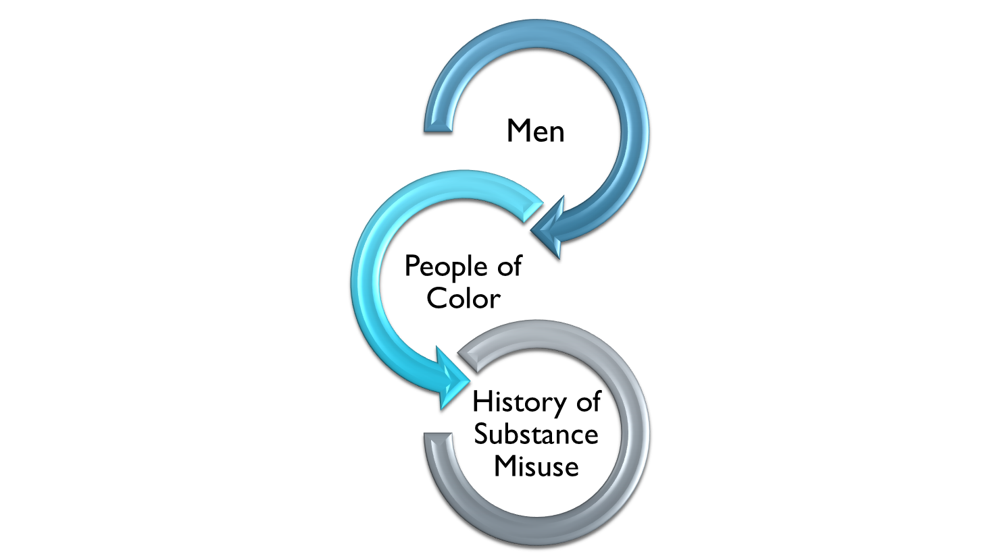 Men
People of
Color
History of
Substance
Misuse